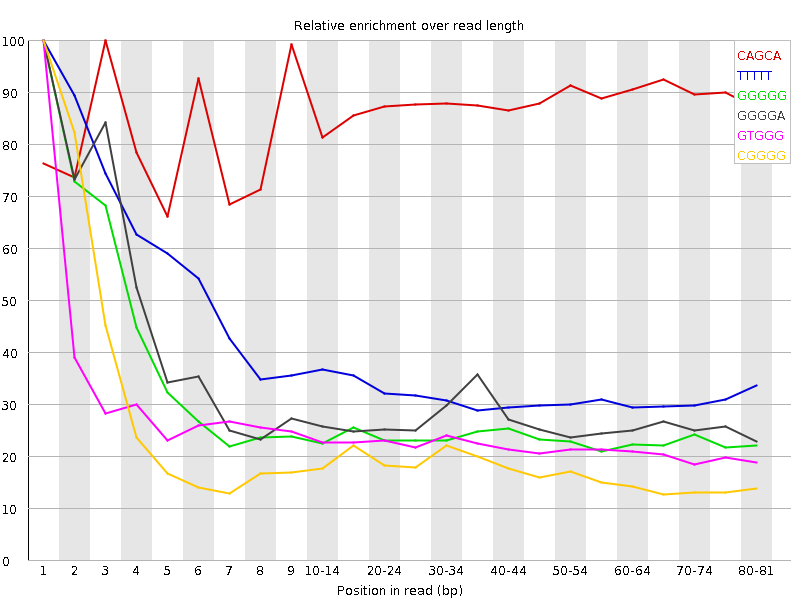 Relative enrichment over read length
100
90
80
70
60
50
40
30
20
10
0
CAGCA
TTTTT
GGGGG
GGGGA
GTGGG
CGGGG
1 2 3 4 5 6 7 8 9 10-14 20-24 30-34 40-44 50-54 60-64 70-74 80-81
Position in read (bp)